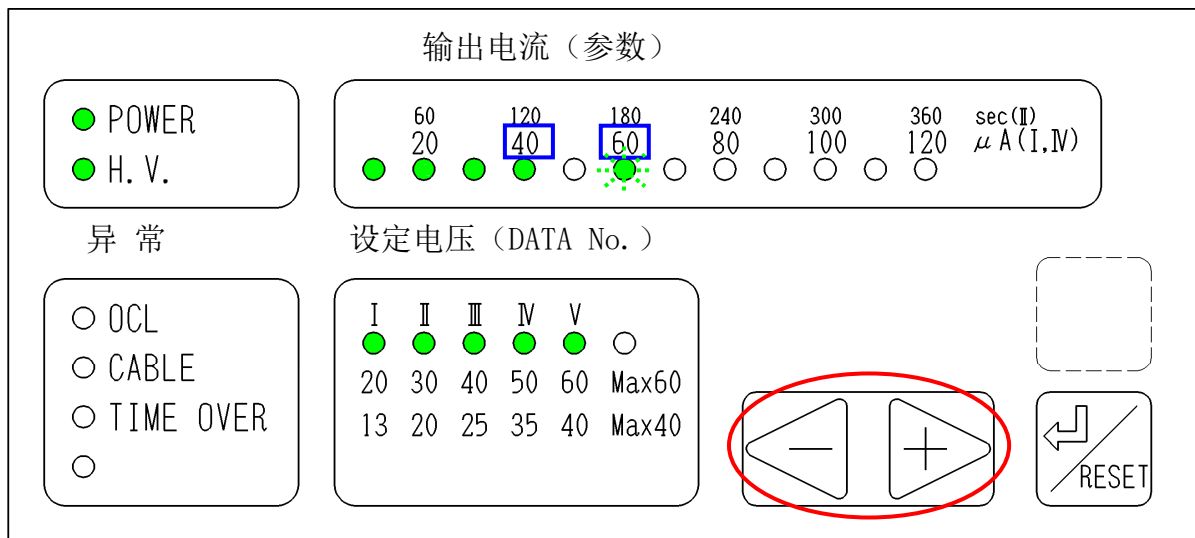 输出电流（参数）
POWER
H. V.
60 120 180 240 300 360 sec(Ⅱ)
20 40 60 80 100 120 μA(Ⅰ,Ⅳ)
异 常
设定电压（DATA No.）
OCL
CABLE
TIME OVER
Ⅰ Ⅱ Ⅲ Ⅳ Ⅴ
20 30 40 50 60 Max60
13 20 25 35 40 Max40
− +
RESET